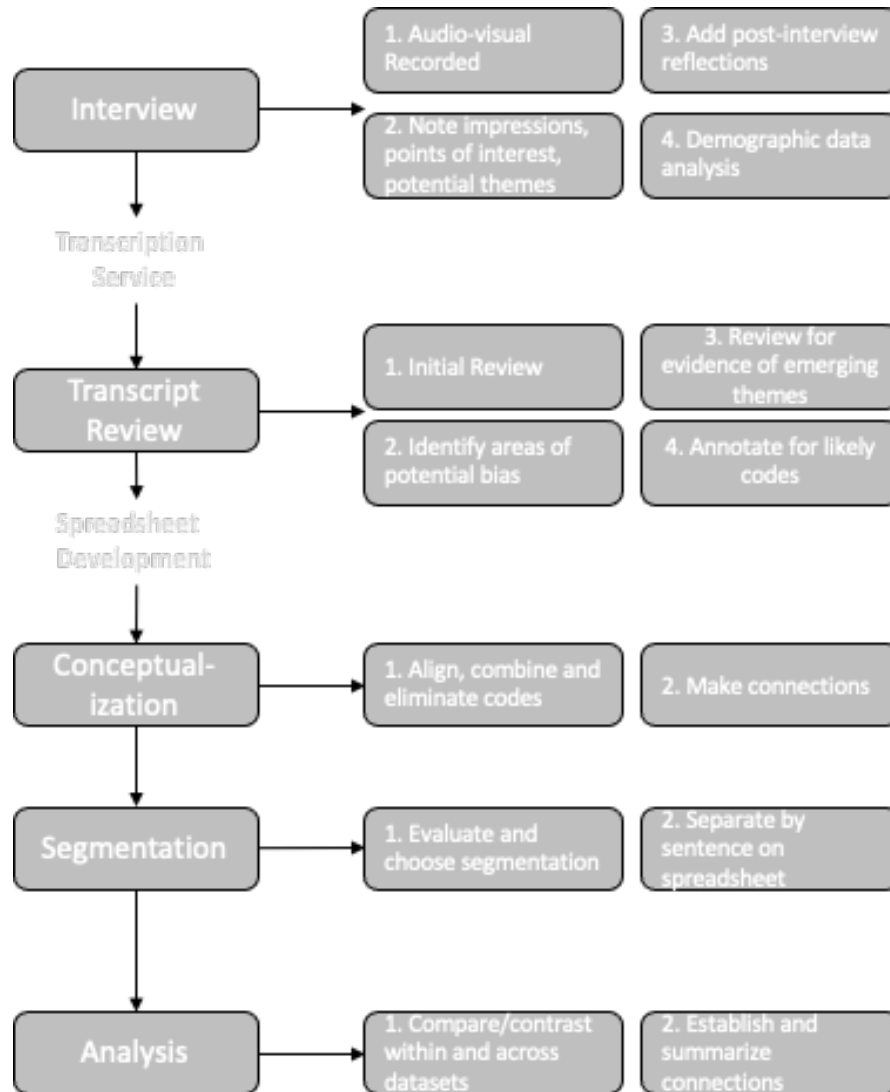 Interview
1. Audio-visual
Recorded
3. Add post-interview
reflections
2. Note impressions,
points of interest,
potential themes
4. Demographic data
analysis
Transcription
Service
Transcript
Review
1. Initial Review
3. Review for
evidence of emerging
themes
2. Identify areas of
potential bias
4. Annotate for likely
codes
Spreadsheet
Development
Conceptual-
ization
1. Align, combine and
eliminate codes
2. Make connections
Segmentation
1. Evaluate and
choose segmentation
2. Separate by
sentence on
spreadsheet
Analysis
1. Compare/contrast
within and across
datasets
2. Establish and
summarize
connections